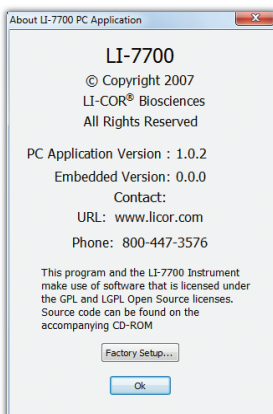 About LI-7700 PC Application
LI-7700
© Copyright 2007
LI-COR® Biosciences
All Rights Reserved
PC Application Version : 1.0.2
Embedded Version: 0.0.0
Contact:
URL: www.licor.com
Phone: 800-447-3576
This program and the LI-7700 Instrument
make use of software that is licensed under
the GPL and LGPL Open Source licenses.
Source code can be found on the
accompanying CD-ROM
Factory Setup...
Ok